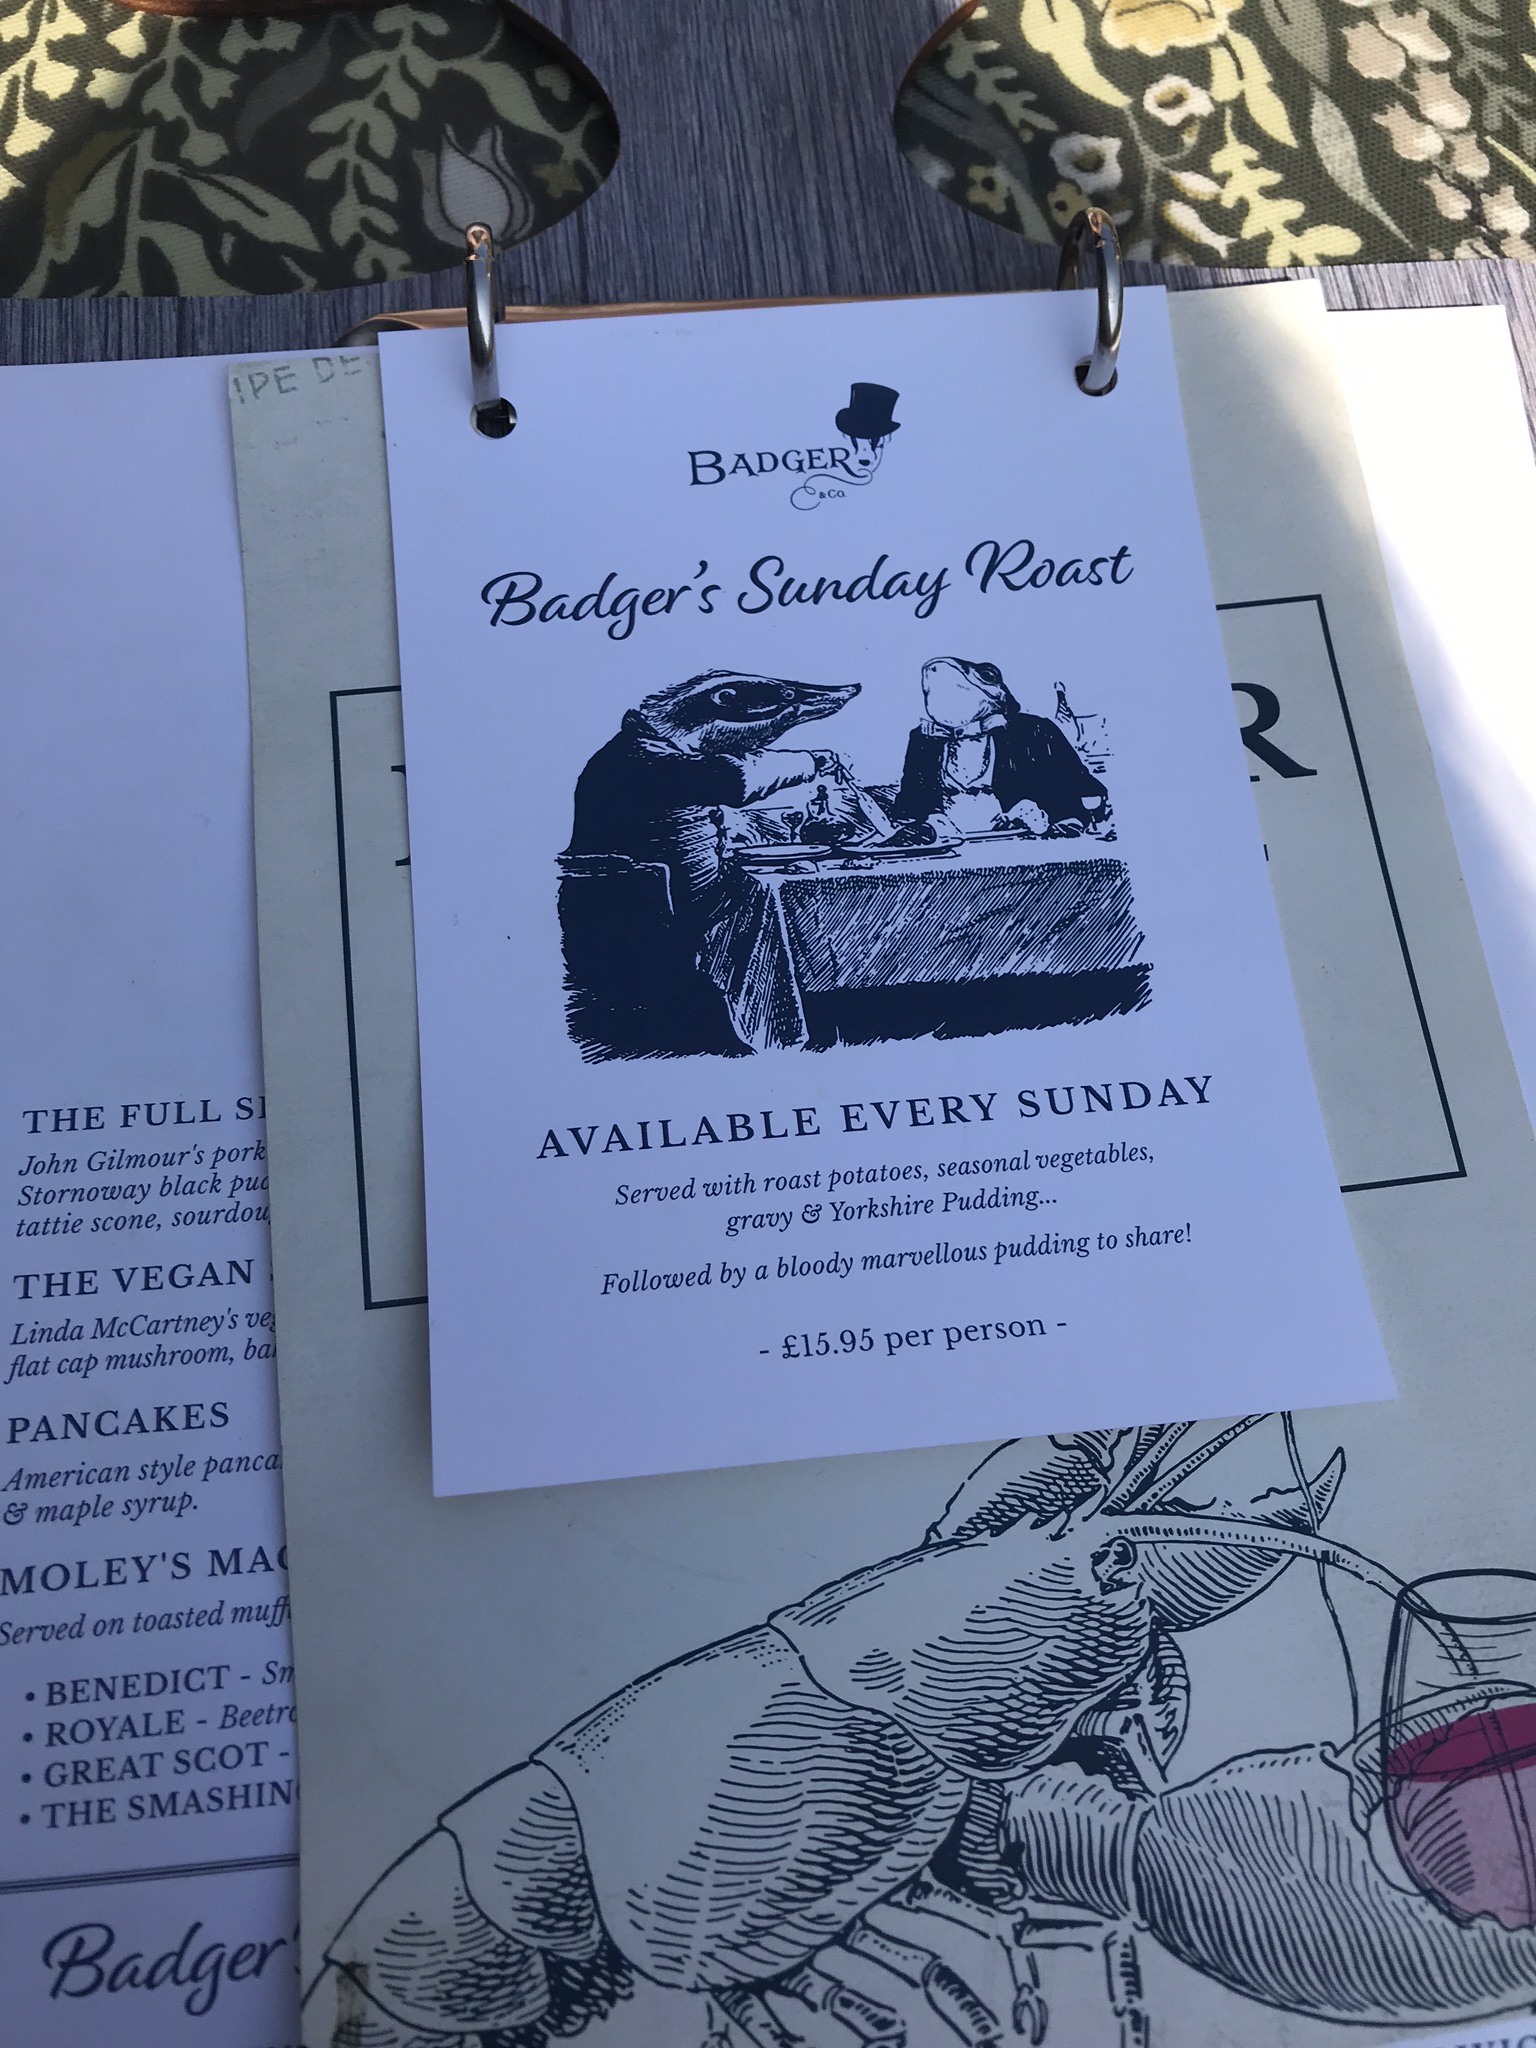 BADGER
& Co.
Badger's Sunday Roast
AVAILABLE EVERY SUNDAY
Served with roast potatoes, seasonal vegetables,
gravy & Yorkshire Pudding...
Followed by a bloody marvellous pudding to share!
- £15.95 per person -
THE FULL
John Gilmour's pork
Stornoway black
tattie scone,
THE VEGAN
Linda McCartney's
flat cap mushroom,
PANCAKES
American style
& maple syrup.
MOLEY'S
Served on toasted
• BENEDICT -
• ROYALE -
• GREAT SCOT -
• THE
Badger's